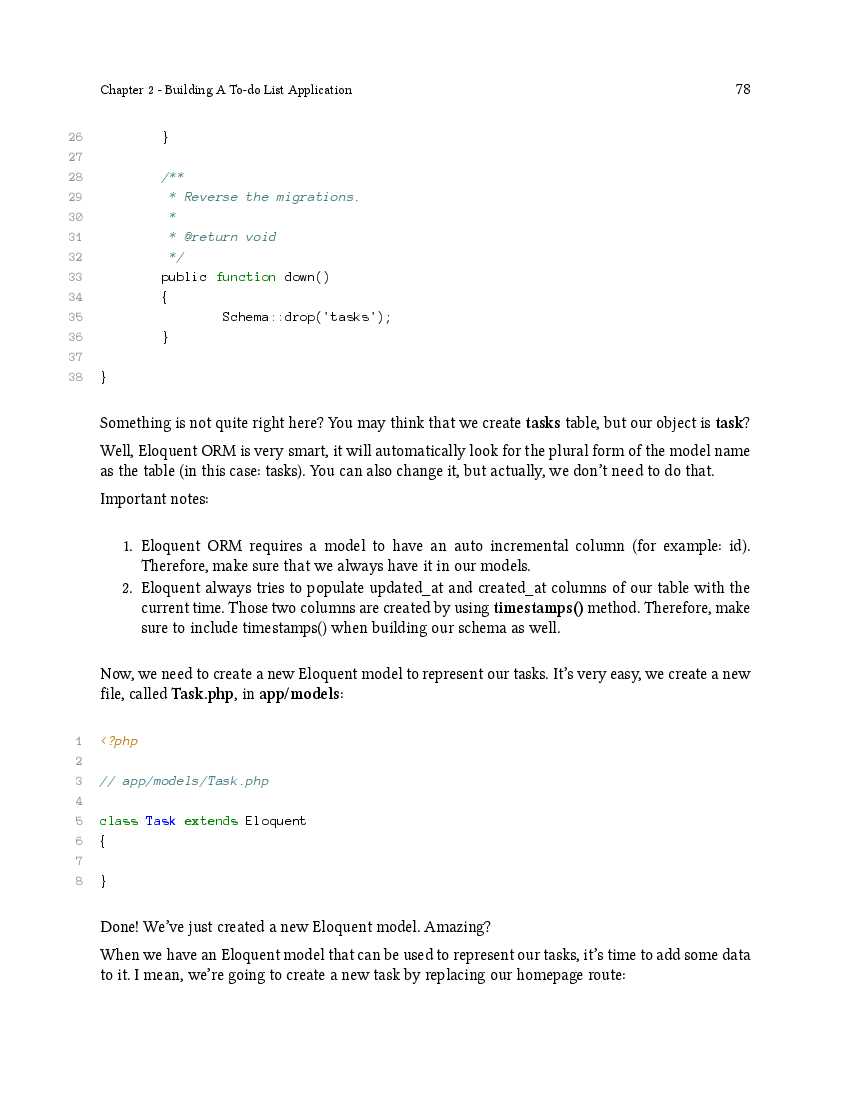 Chapter 2 - Building A To-do List Application 78
26 }
27
28 /**
29 * Reverse the migrations.
30 *
31 * @return void
32 */
33 public function down()
34 {
35 Schema::drop('tasks');
36 }
37
38 }
Something is not quite right here? You may think that we create tasks table, but our object is task?
Well, Eloquent ORM is very smart, it will automatically look for the plural form of the model name
as the table (in this case: tasks). You can also change it, but actually, we don't need to do that.
Important notes:
1. Eloquent ORM requires a model to have an auto incremental column (for example: id).
Therefore, make sure that we always have it in our models.
2. Eloquent always tries to populate updated_at and created_at columns of our table with the
current time. Those two columns are created by using timestamps() method. Therefore, make
sure to include timestamps() when building our schema as well.
Now, we need to create a new Eloquent model to represent our tasks. It's very easy, we create a new
file, called Task.php, in app/models:
1 <?php
2
3 // app/models/Task.php
4
5 class Task extends Eloquent
6 {
7
8 }
Done! We've just created a new Eloquent model. Amazing?
When we have an Eloquent model that can be used to represent our tasks, it's time to add some data
to it. I mean, we're going to create a new task by replacing our homepage route: